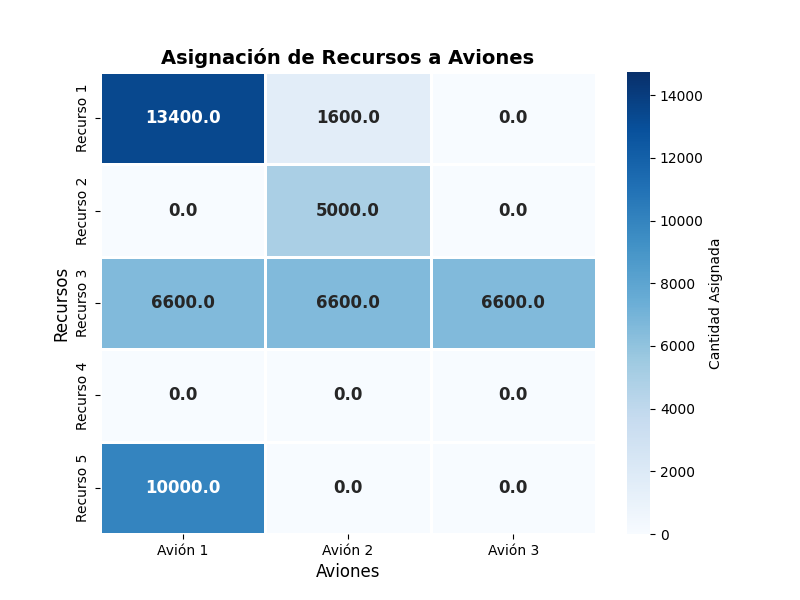 Asignación de Recursos a Aviones
Recursos
Recurso 1
13400.0
1600.0
0.0
Recurso 2
0.0
5000.0
0.0
Recurso 3
6600.0
6600.0
6600.0
Recurso 4
0.0
0.0
0.0
Recurso 5
10000.0
0.0
0.0
Avión 1
Avión 2
Avión 3
Aviones
14000
12000
10000
8000
6000
4000
2000
0
Cantidad Asignada